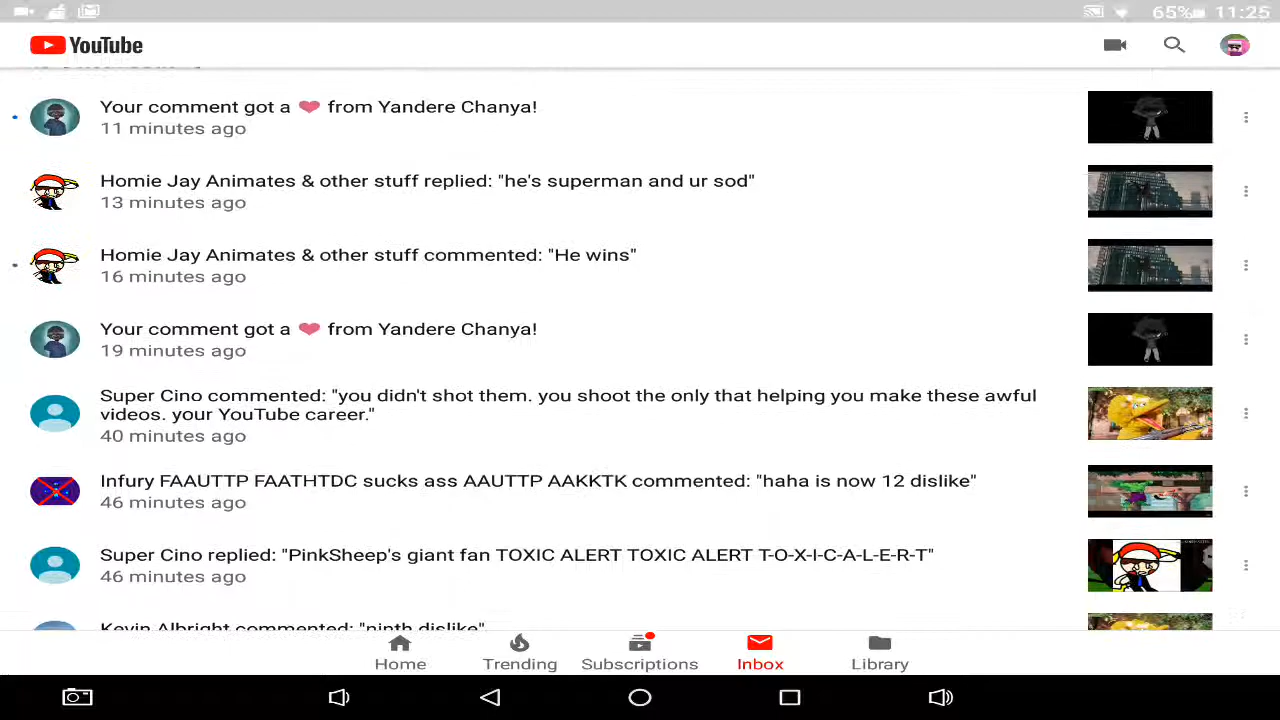 65% 11:25
YouTube
Your comment got a ❤ from Yandere Chanya!
11 minutes ago
Homie Jay Animates & other stuff replied: "he's superman and ur sod"
13 minutes ago
Homie Jay Animates & other stuff commented: "He wins"
16 minutes ago
Your comment got a ❤ from Yandere Chanya!
19 minutes ago
Super Cino commented: "you didn't shot them. you shoot the only that helping you make these awful
videos. your YouTube career."
40 minutes ago
Infury FAAUTTP FAATHTDC sucks ass AAUTTP AAKKTK commented: "haha is now 12 dislike"
46 minutes ago
Super Cino replied: "PinkSheep's giant fan TOXIC ALERT TOXIC ALERT T-O-X-I-C-A-L-E-R-T"
46 minutes ago
Kevin Albright commented: "ninth dislike"
Home Trending Subscriptions Inbox Library